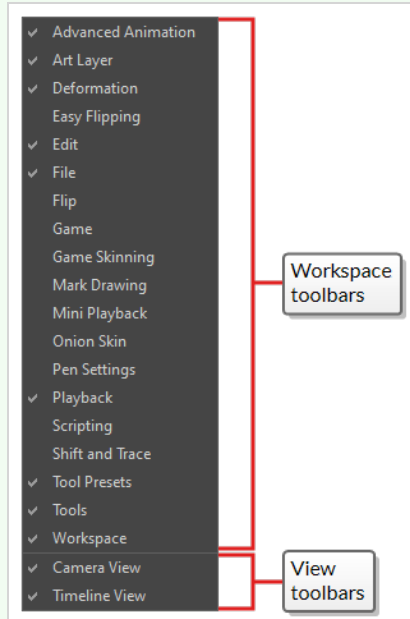 Advanced Animation
Art Layer
Deformation
Easy Flipping
Edit
File
Flip
Game
Game Skinning
Mark Drawing
Mini Playback
Onion Skin
Pen Settings
Playback
Scripting
Shift and Trace
Tool Presets
Tools
Workspace
Camera View
Timeline View
Workspace
toolbars
View
toolbars